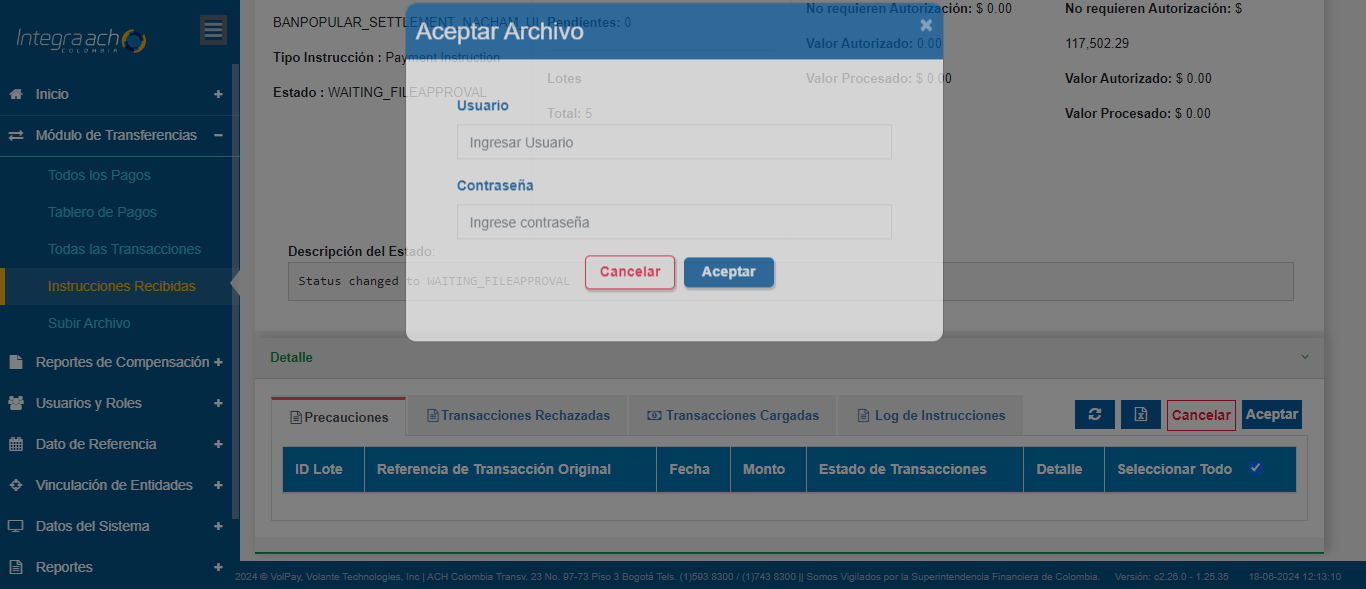 Integra ach
COLOMBIA
Inicio
Módulo de Transferencias
Todos los Pagos
Tablero de Pagos
Todas las Transacciones
Instrucciones Recibidas
Subir Archivo
Reportes de Compensación
Usuarios y Roles
Dato de Referencia
Vinculación de Entidades
Datos del Sistema
Reportes
BANPOPULAR_SETTLEMENT_NACHAM_UI
Tipo Instrucción : Payment Instruction
Estado : WAITING_FILEAPPROVAL
Pendientes: 0
Lotes
Total: 5
No requieren Autorización: $ 0.00
Valor Autorizado: 0.00
Valor Procesado: $ 0.00
No requieren Autorización: $
117,502.29
Valor Autorizado: $ 0.00
Valor Procesado: $ 0.00
Aceptar Archivo
×
Usuario
Ingresar Usuario
Contraseña
Ingrese contraseña
Cancelar
Aceptar
Descripción del Estado:
Status changed to WAITING_FILEAPPROVAL
Detalle
Precauciones
Transacciones Rechazadas
Transacciones Cargadas
Log de Instrucciones
Cancelar
Aceptar
ID Lote
Referencia de Transacción Original
Fecha
Monto
Estado de Transacciones
Detalle
Seleccionar Todo
2024 © VolPay, Volante Technologies, Inc | ACH Colombia Transv. 23 No. 97-73 Piso 3 Bogotá Tels. (1)593 8300 / (1)743 8300 || Somos Vigilados por la Superintendencia Financiera de Colombia.
Versión: c2.26.0 - 1.25.35
18-06-2024 12:13:10